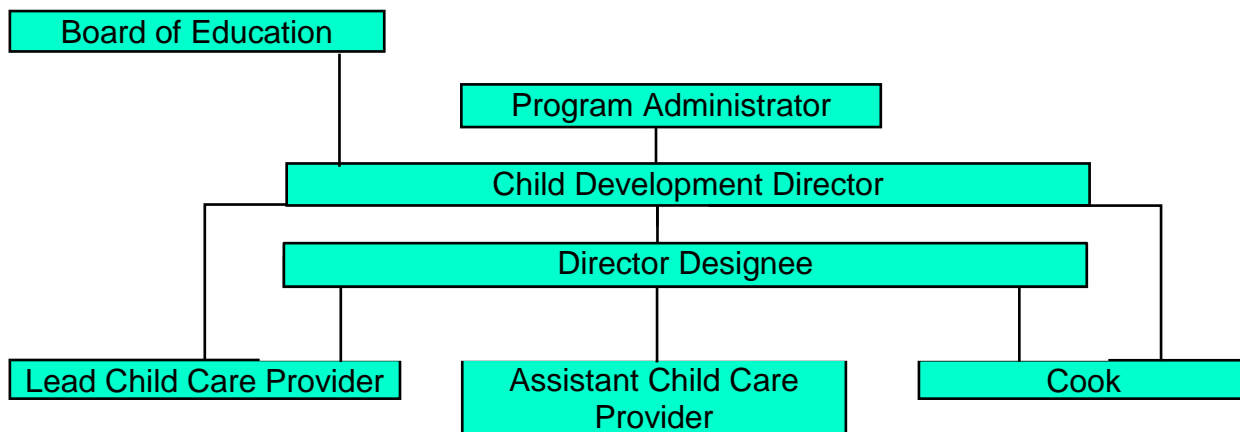 Board of Education
Program Administrator
Child Development Director
Director Designee
Lead Child Care Provider
Assistant Child Care
Provider
Cook